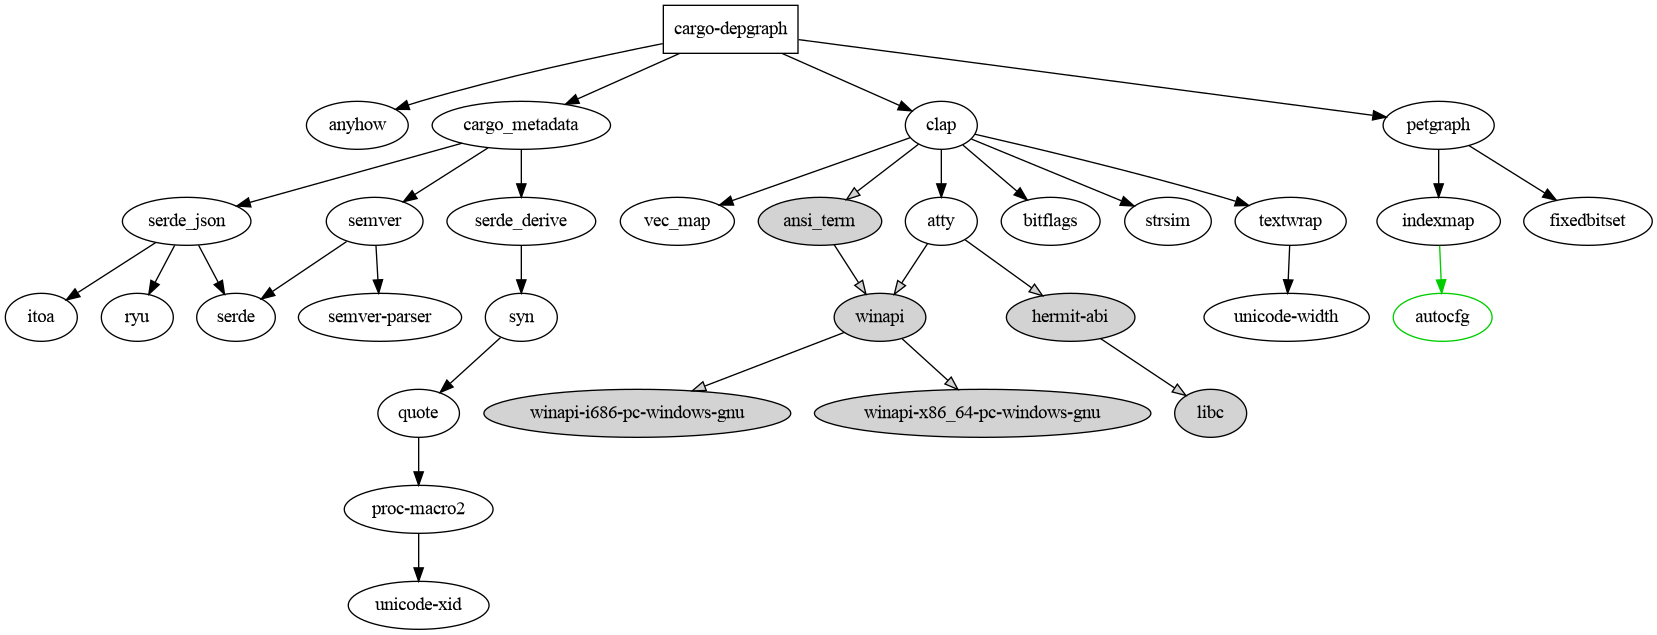 cargo-depgraph
anyhow
cargo_metadata
clap
petgraph
serde_json
semver
serde_derive
vec_map
ansi_term
atty
bitflags
strsim
textwrap
indexmap
fixedbitset
itoa
ryu
serde
semver-parser
syn
winapi
hermit-abi
unicode-width
autocfg
quote
winapi-i686-pc-windows-gnu
winapi-x86_64-pc-windows-gnu
libc
proc-macro2
unicode-xid